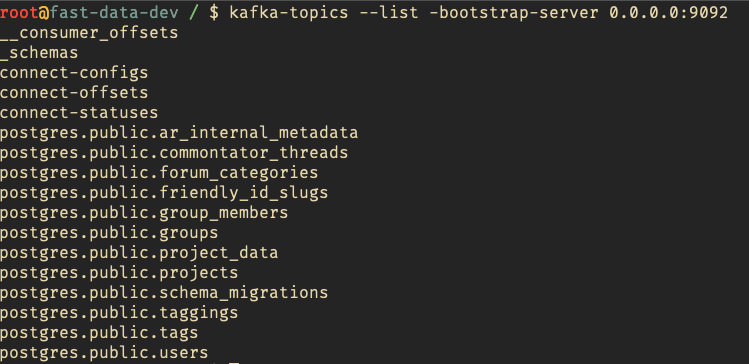 root@fast-data-dev / $ kafka-topics --list -bootstrap-server 0.0.0.0:9092
__consumer_offsets
_schemas
connect-configs
connect-offsets
connect-statuses
postgres.public.ar_internal_metadata
postgres.public.commontator_threads
postgres.public.forum_categories
postgres.public.friendly_id_slugs
postgres.public.group_members
postgres.public.groups
postgres.public.project_data
postgres.public.projects
postgres.public.schema_migrations
postgres.public.taggings
postgres.public.tags
postgres.public.users